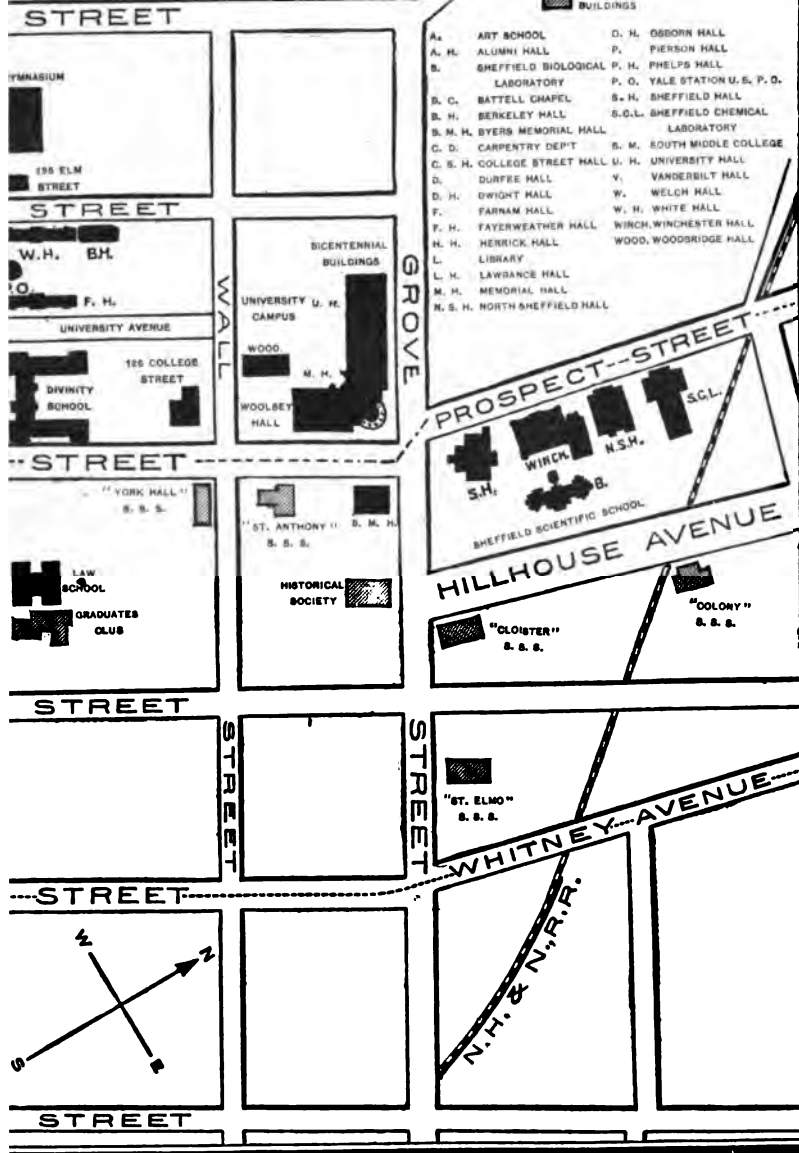 STREET
BUILDINGS
A. ART SCHOOL
A. H. ALUMNI HALL
B. SHEFFIELD BIOLOGICAL
LABORATORY
B. C. BATTELL CHAPEL
B. H. BERKELEY HALL
B. M. H. BYERS MEMORIAL HALL
C. D. CARPENTRY DEP'T
C. S. H. COLLEGE STREET HALL
D. DURFEE HALL
D. H. DWIGHT HALL
F. FARNAM HALL
F. H. FAYERWEATHER HALL
H. H. HERRICK HALL
L. LIBRARY
L. H. LAWRANCE HALL
M. H. MEMORIAL HALL
N. S. H. NORTH SHEFFIELD HALL
O. H. OSBORN HALL
P. PIERSON HALL
P. H. PHELPS HALL
P. O. YALE STATION U. S. P. O.
S. H. SHEFFIELD HALL
S.C.L. SHEFFIELD CHEMICAL
LABORATORY
S. M. SOUTH MIDDLE COLLEGE
U. H. UNIVERSITY HALL
V. VANDERBILT HALL
W. WELCH HALL
W. H. WHITE HALL
WINCH. WINCHESTER HALL
WOOD. WOODBRIDGE HALL
YMNASIUM
195 ELM
STREET
STREET
W.H. B.H.
O.
F. H.
UNIVERSITY AVENUE
DIVINITY
SCHOOL
126 COLLEGE
STREET
WALL
BICENTENNIAL
BUILDINGS
UNIVERSITY
CAMPUS
U. H.
WOOD.
M. H.
WOOLSEY
HALL
GROVE
PROSPECT STREET
S.H.
WINCH.
N.S.H.
S.C.L.
B.
SHEFFIELD SCIENTIFIC SCHOOL
HILLHOUSE AVENUE
STREET
"YORK HALL"
S. S. S.
"ST. ANTHONY"
S. S. S.
B. M. H.
LAW
SCHOOL
GRADUATES
CLUB
HISTORICAL
SOCIETY
"CLOISTER"
S. S. S.
"COLONY"
S. S. S.
STREET
STREET
STREET
"ST. ELMO"
S. S. S.
WHITNEY AVENUE
STREET
N.H. & N., R.R.
W
N
S
E
STREET